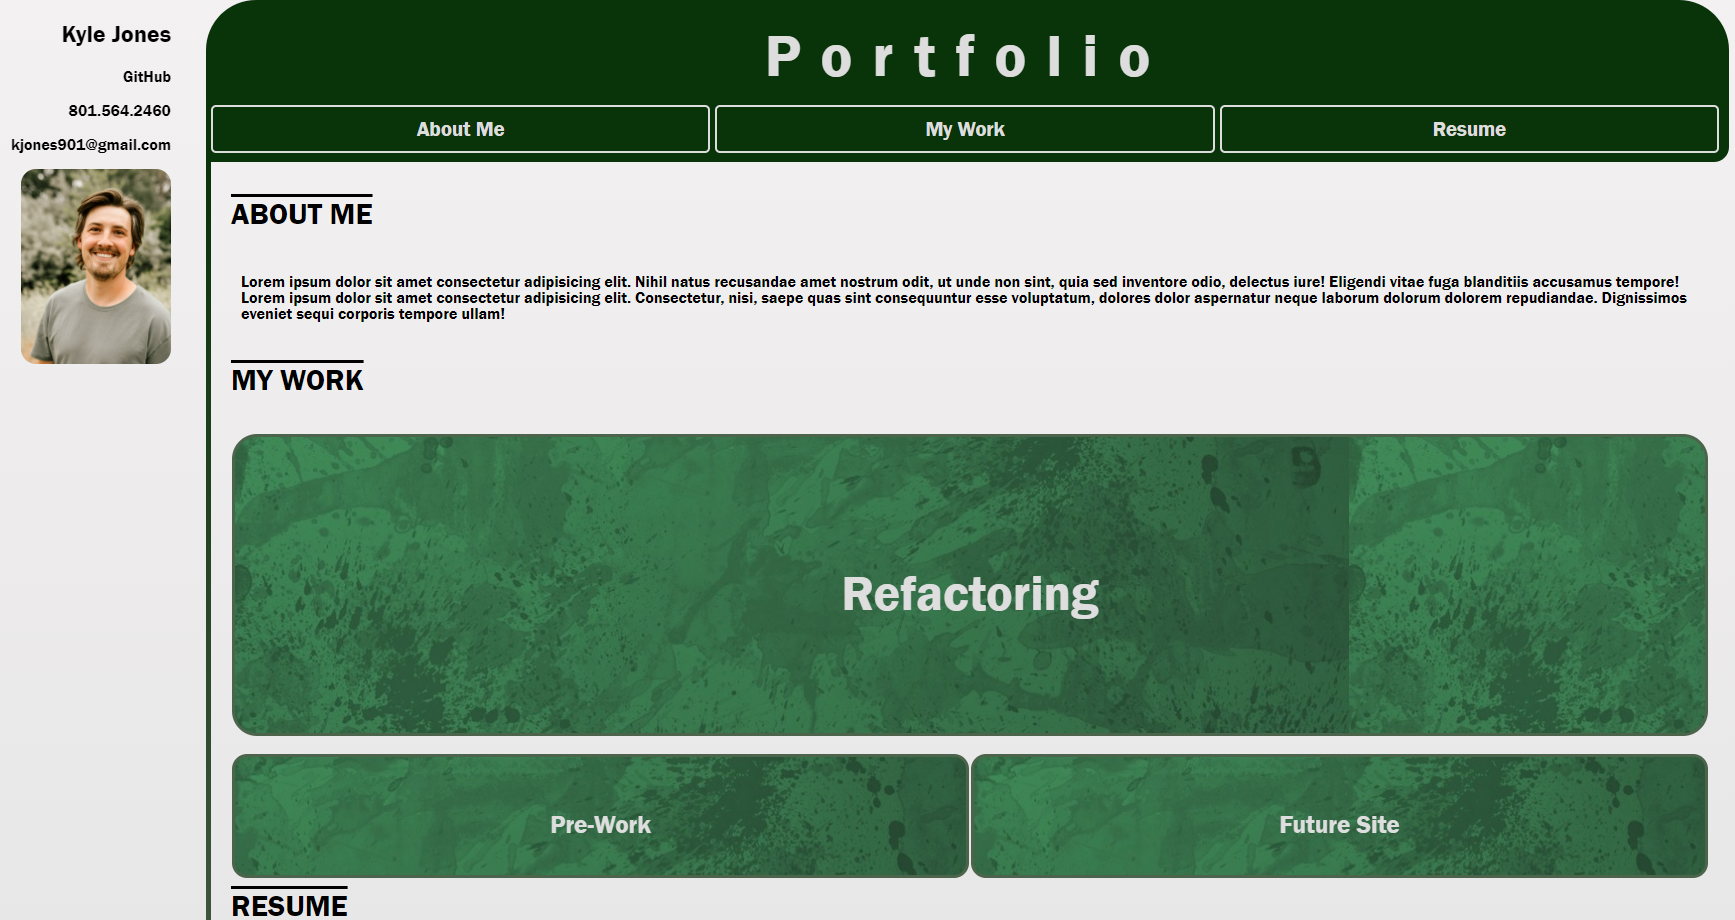 Kyle Jones
GitHub
801.564.2460
kjones901@gmail.com
Portfolio
About Me
My Work
Resume
ABOUT ME
Lorem ipsum dolor sit amet consectetur adipisicing elit. Nihil natus recusandae amet nostrum odit, ut unde non sint, quia sed inventore odio, delectus iure! Eligendi vitae fuga blanditiis accusamus tempore!
Lorem ipsum dolor sit amet consectetur adipisicing elit. Consectetur, nisi, saepe quas sint consequuntur esse voluptatum, dolores dolor aspernatur neque laborum dolorum dolorem repudiandae. Dignissimos
eveniet sequi corporis tempore ullam!
MY WORK
Refactoring
Pre-Work
Future Site
RESUME